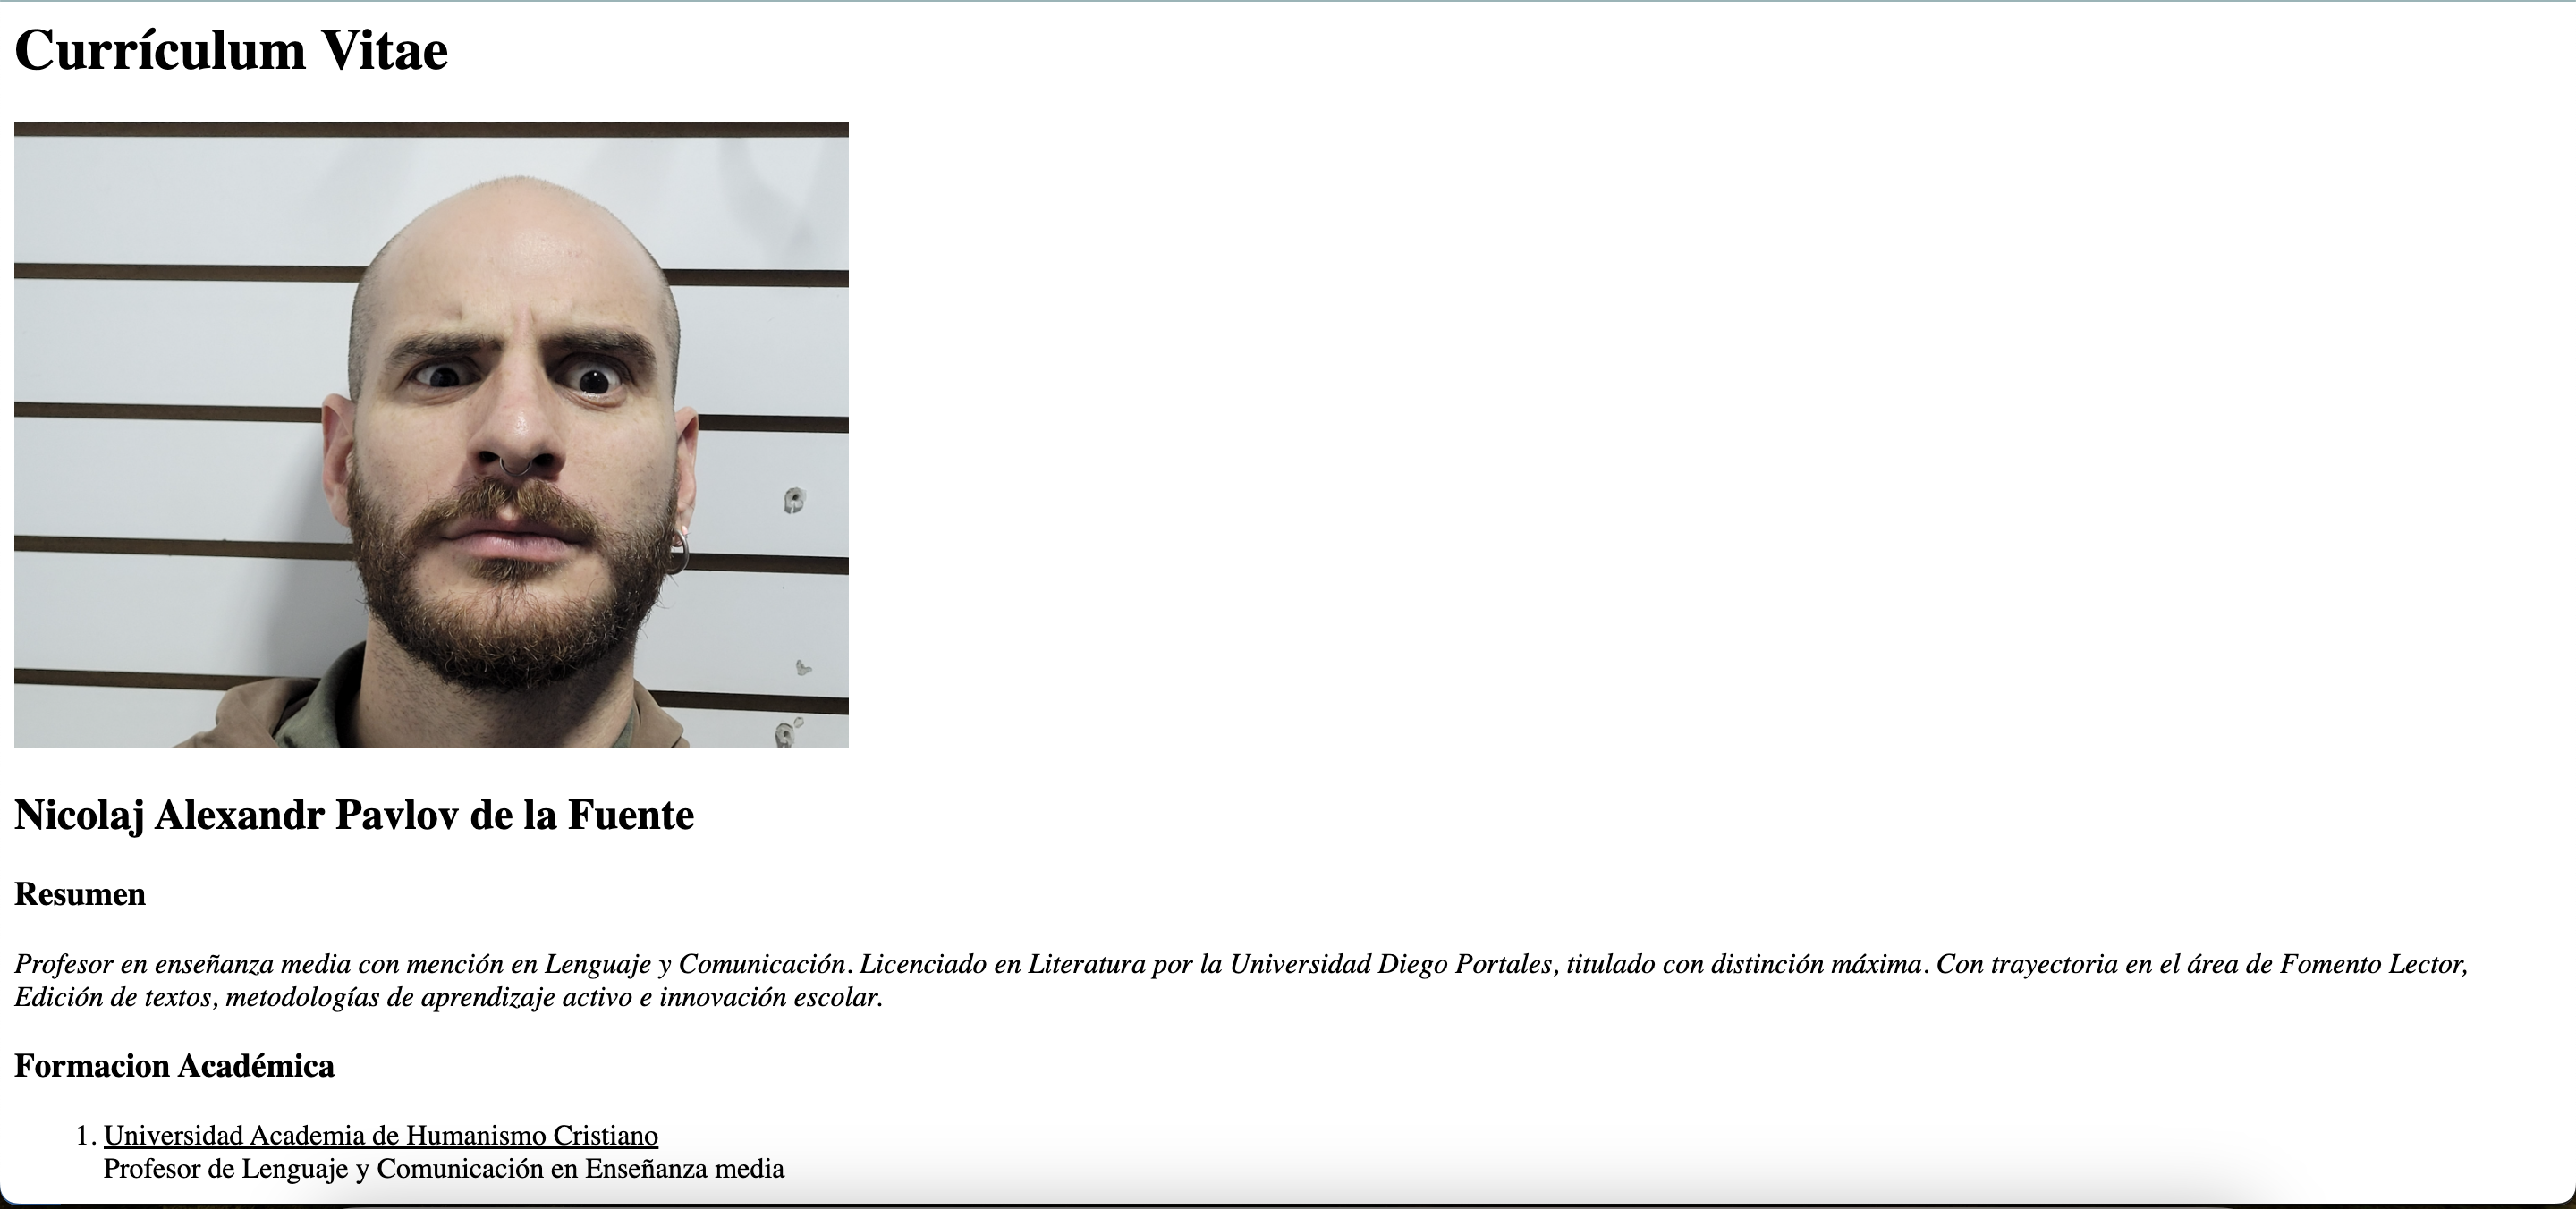 Currículum Vitae
Nicolaj Alexandr Pavlov de la Fuente
Resumen
Profesor en enseñanza media con mención en Lenguaje y Comunicación. Licenciado en Literatura por la Universidad Diego Portales, titulado con distinción máxima. Con trayectoria en el área de Fomento Lector,
Edición de textos, metodologías de aprendizaje activo e innovación escolar.
Formacion Académica
1. Universidad Academia de Humanismo Cristiano
Profesor de Lenguaje y Comunicación en Enseñanza media